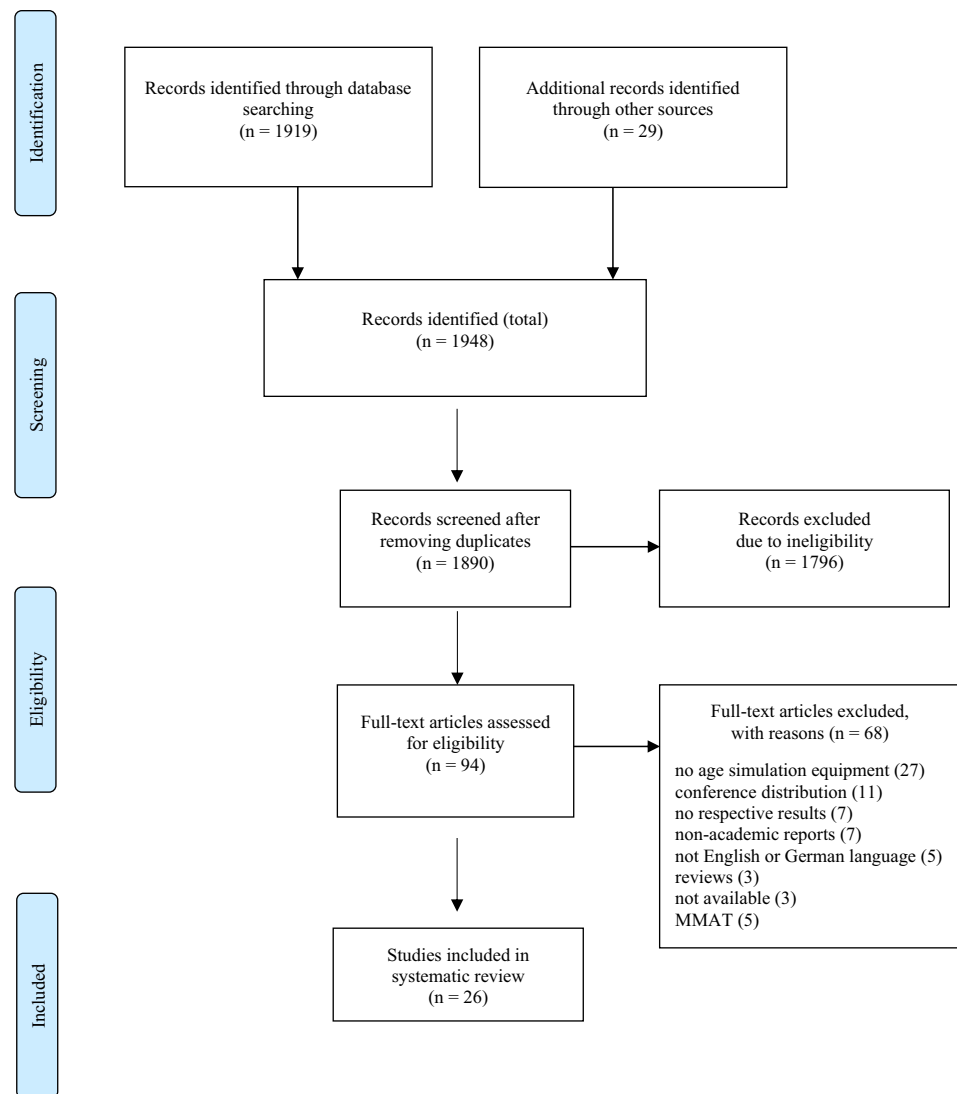 Identification
Records identified through database
searching
(n = 1919)
Additional records identified
through other sources
(n = 29)
Screening
Records identified (total)
(n = 1948)
Records screened after
removing duplicates
(n = 1890)
Records excluded
due to ineligibility
(n = 1796)
Eligibility
Full-text articles assessed
for eligibility
(n = 94)
Full-text articles excluded,
with reasons (n = 68)
no age simulation equipment (27)
conference distribution (11)
no respective results (7)
non-academic reports (7)
not English or German language (5)
reviews (3)
not available (3)
MMAT (5)
Included
Studies included in
systematic review
(n = 26)